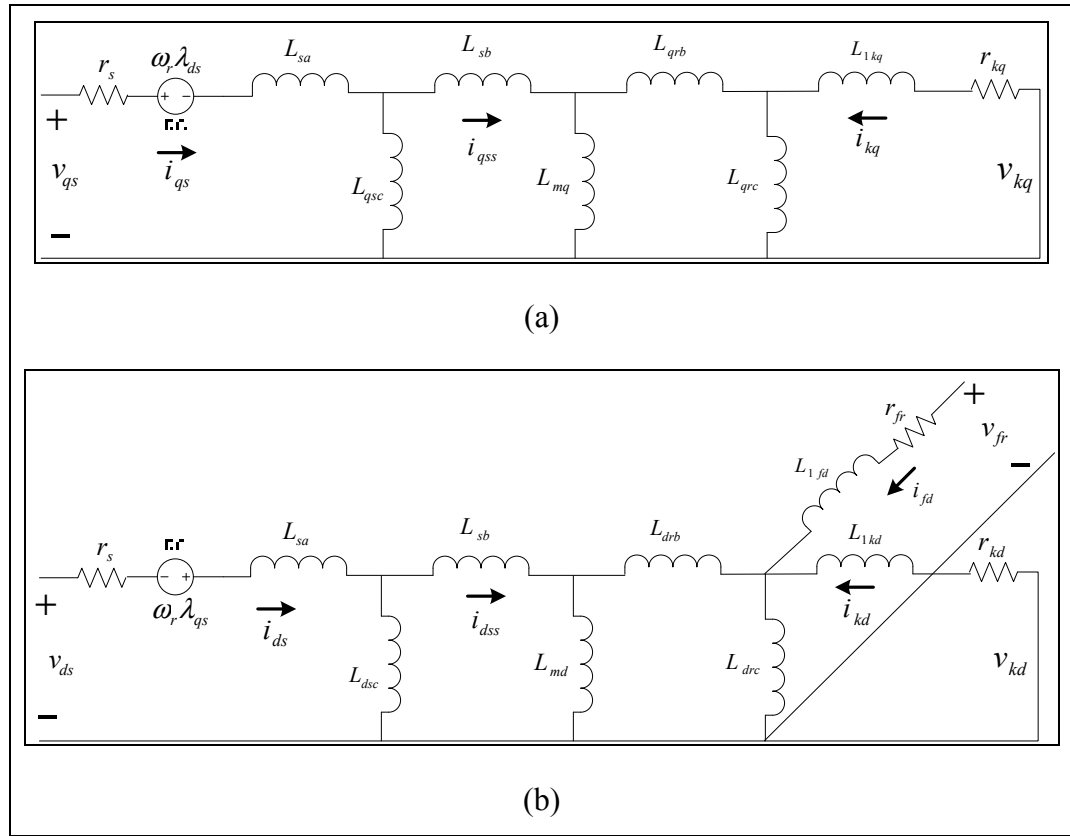 r_s ω_r λ_ds L_sa L_sb L_qrb L_1kq r_kq
+ + − v_qs i_qs L_qsc i_qss L_mq L_qrc i_kq v_kq
−
(a)
r_fr + v_fr −
L_1fd i_fd
r_s L_sa L_sb L_drb L_1kd r_kd
+ − + ω_r λ_qs i_ds i_dss i_kd
v_ds L_dsc L_md L_drc v_kd
−
(b)